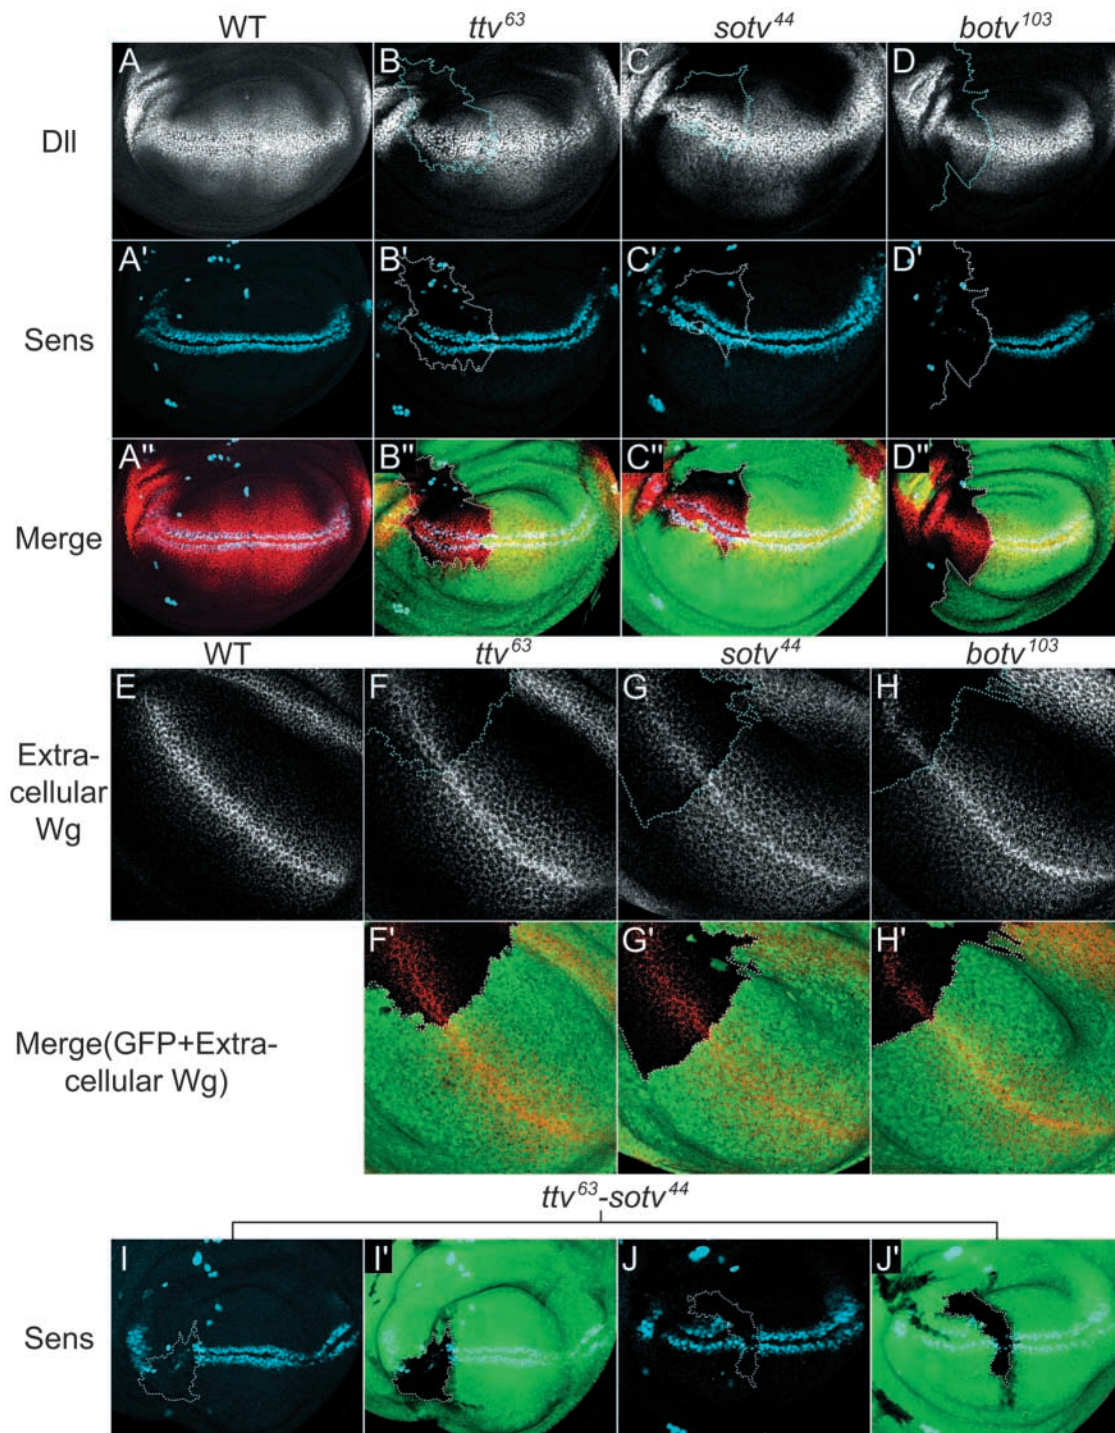 WT ttv63 sotv44 botv103
Dll A B C D
Sens A' B' C' D'
Merge A" B" C" D"
WT ttv63 sotv44 botv103
E F G H
Extra-
cellular
Wg
F' G' H'
Merge(GFP+Extra-
cellular Wg)
ttv63-sotv44
Sens I I' J J'